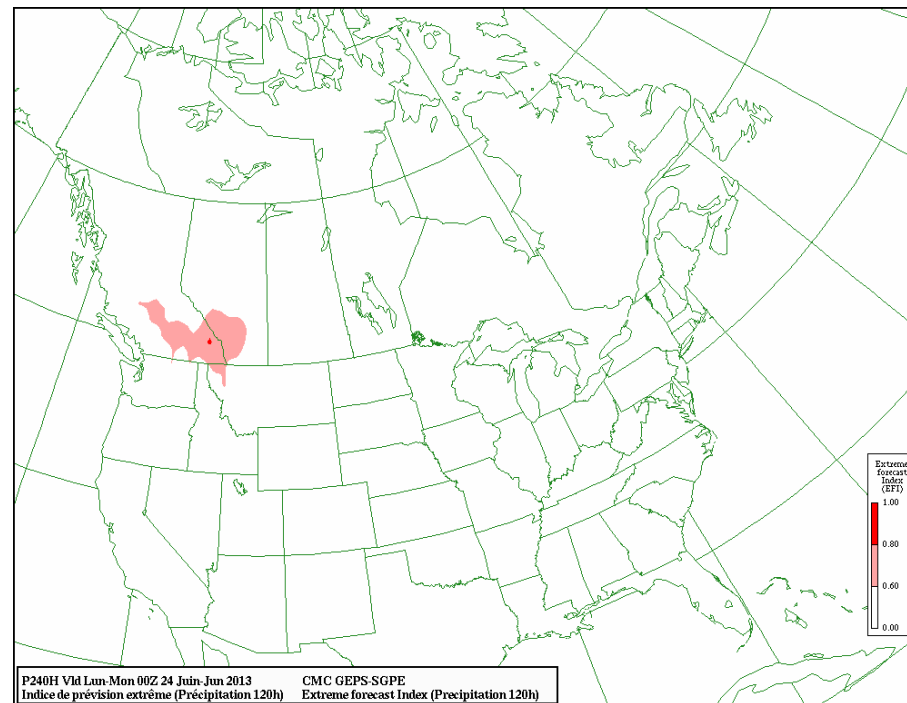 Extreme
forecast
Index
(EFI)
1.00
0.80
0.60
0.00
P240H Vld Lun-Mon 00Z 24 Juin-Jun 2013 CMC GEPS-SGPE
Indice de prévision extrême (Précipitation 120h) Extreme forecast Index (Precipitation 120h)